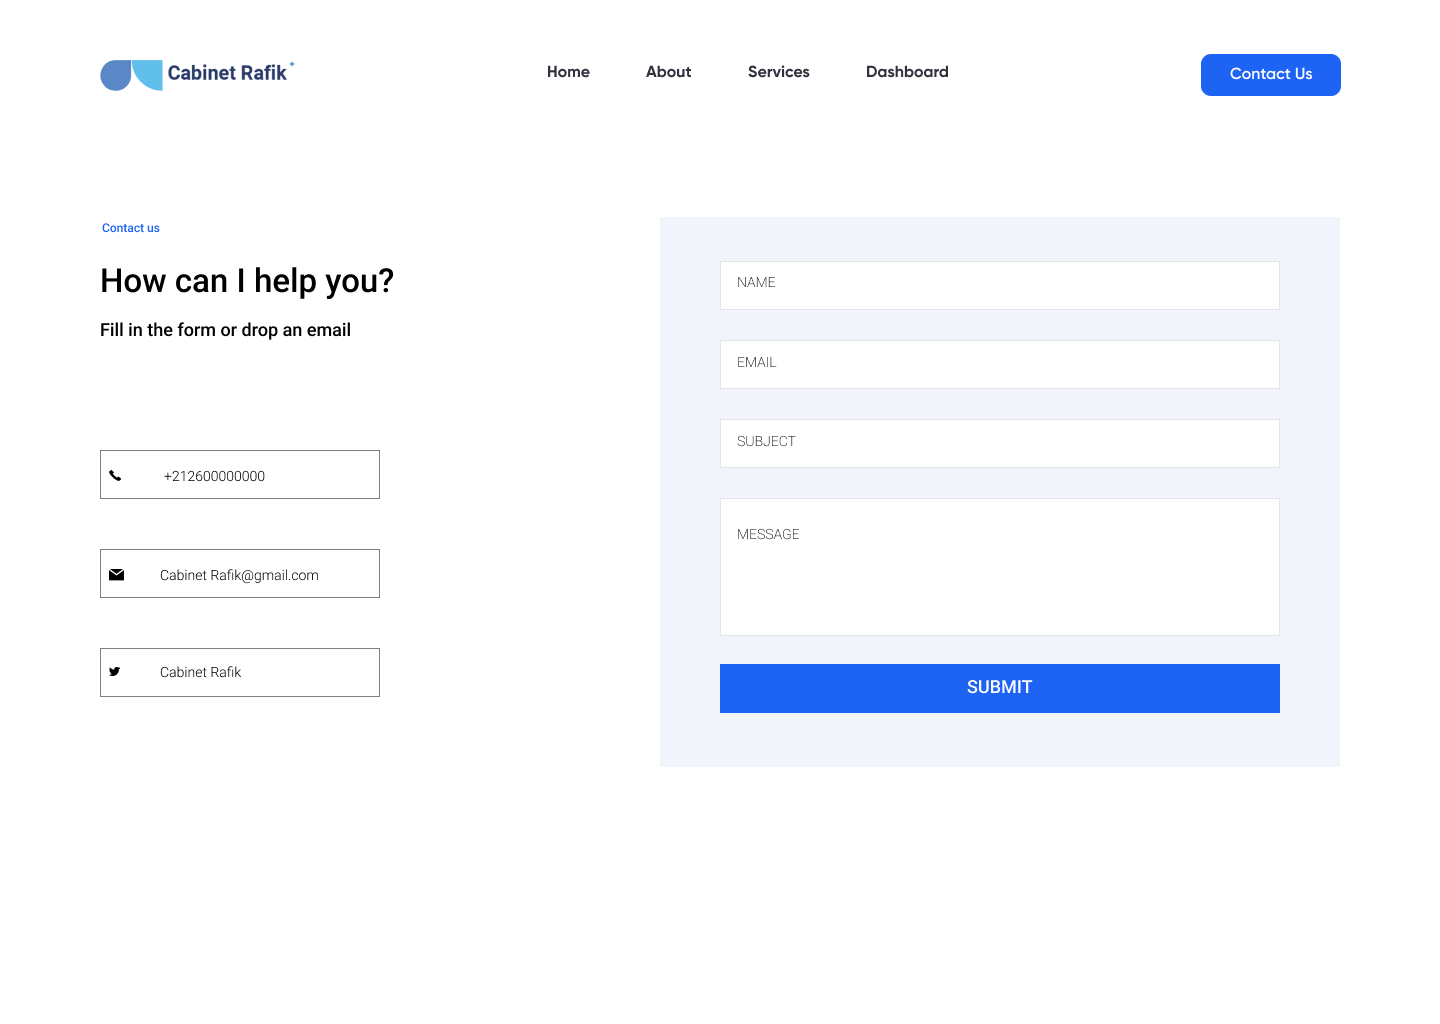 Cabinet Rafik
Home
About
Services
Dashboard
Contact Us
Contact us
How can I help you?
Fill in the form or drop an email
+212600000000
Cabinet Rafik@gmail.com
Cabinet Rafik
NAME
EMAIL
SUBJECT
MESSAGE
SUBMIT